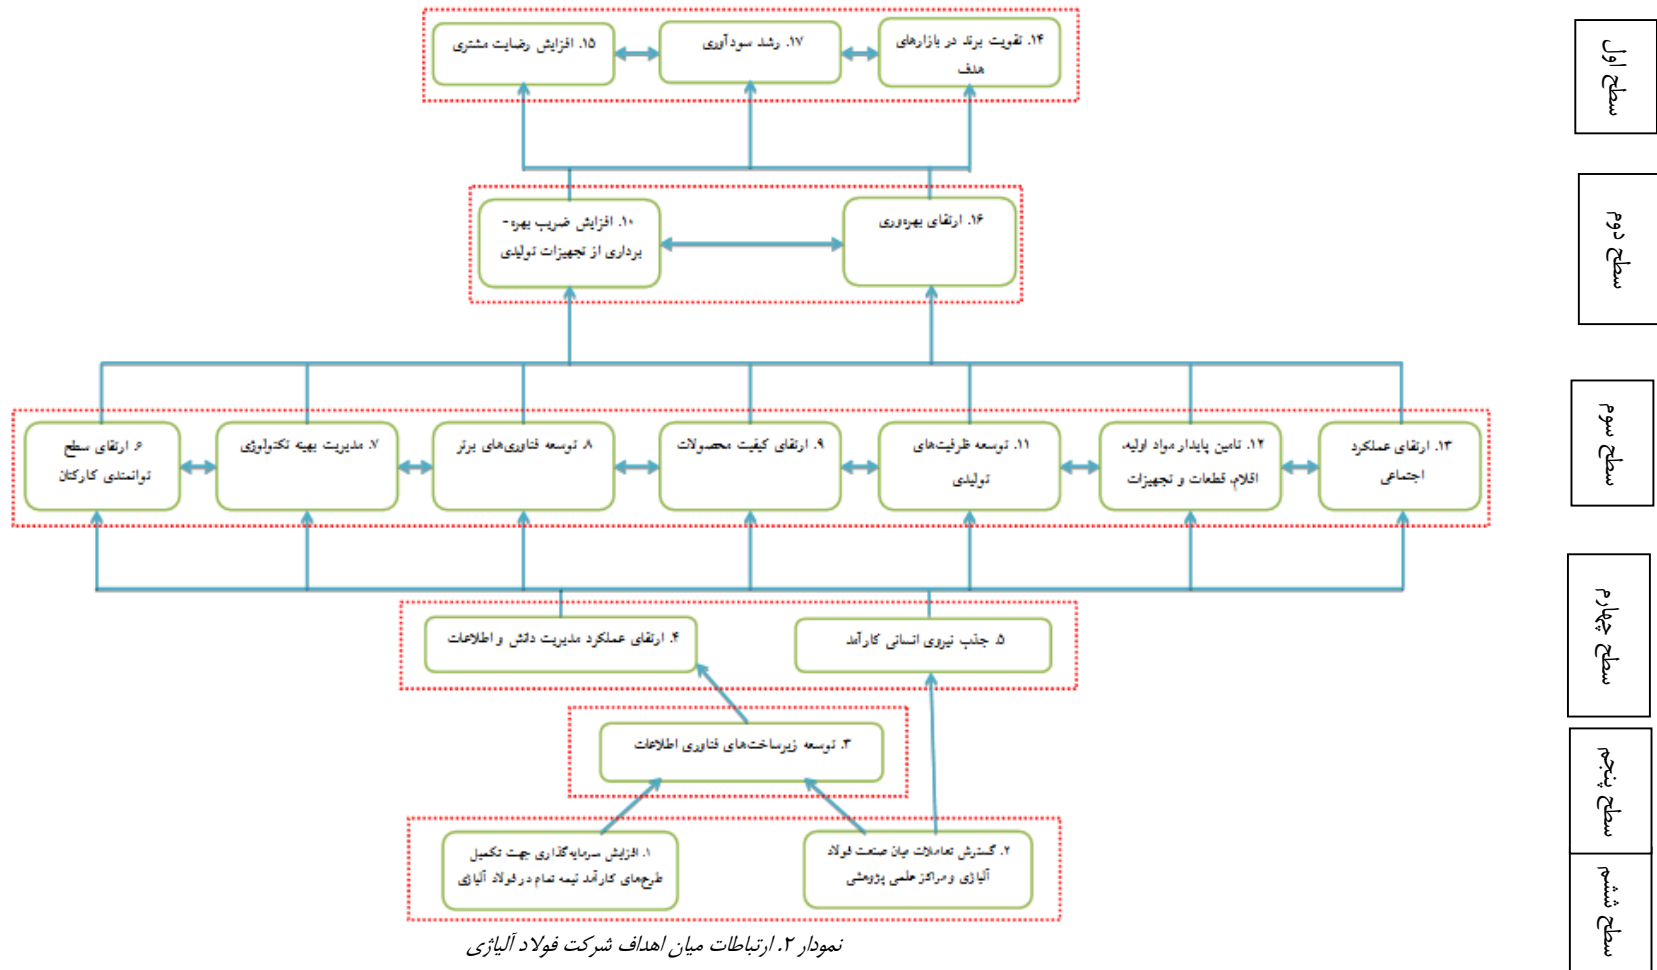 ۱۴. تقویت برند در بازارهای
هدف
۱۷. رشد سودآوری
۱۵. افزایش رضایت مشتری
سطح اول
۱۶. ارتقای بهره‌وری
۱۰. افزایش ضریب بهره-
برداری از تجهیزات تولیدی
سطح دوم
۱۳. ارتقای عملکرد
اجتماعی
۱۲. تامین پایدار مواد اولیه،
اقلام، قطعات و تجهیزات
۱۱. توسعه ظرفیت‌های
تولیدی
۹. ارتقای کیفیت محصولات
۸. توسعه فناوری‌های برتر
۷. مدیریت بهینه تکنولوژی
۶. ارتقای سطح
توانمندی کارکنان
سطح سوم
۵. جذب نیروی انسانی کارآمد
۴. ارتقای عملکرد مدیریت دانش و اطلاعات
سطح چهارم
۳. توسعه زیرساخت‌های فناوری اطلاعات
سطح پنجم
۲. گسترش تعاملات میان صنعت فولاد
آلیاژی و مراکز علمی پژوهشی
۱. افزایش سرمایه‌گذاری جهت تکمیل
طرح‌های کارآمد نیمه تمام در فولاد آلیاژی
سطح ششم
نمودار ۲. ارتباطات میان اهداف شرکت فولاد آلیاژی